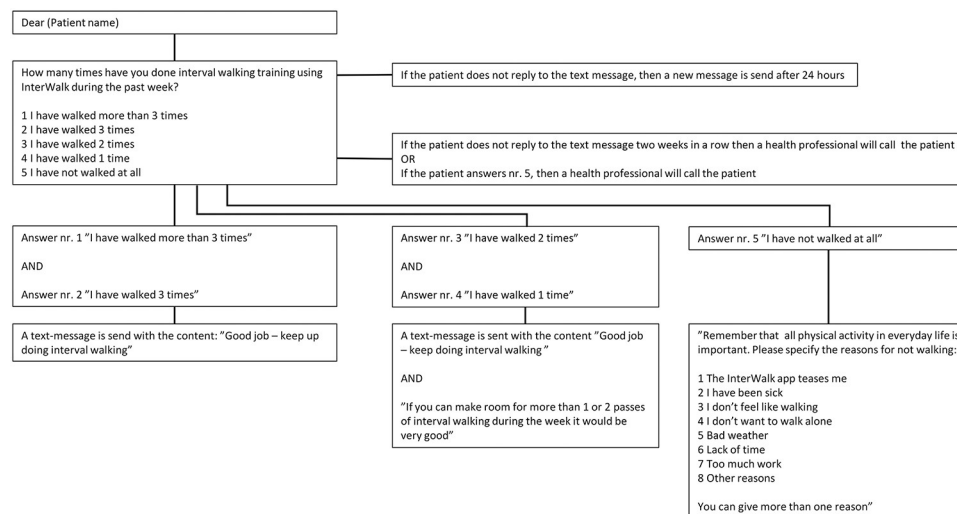 Dear (Patient name)
How many times have you done interval walking training using
InterWalk during the past week?
1 I have walked more than 3 times
2 I have walked 3 times
3 I have walked 2 times
4 I have walked 1 time
5 I have not walked at all
If the patient does not reply to the text message, then a new message is send after 24 hours
If the patient does not reply to the text message two weeks in a row then a health professional will call  the patient
OR
If the patient answers nr. 5, then a health professional will call the patient
Answer nr. 1 ”I have walked more than 3 times”
AND
Answer nr. 2 ”I have walked 3 times”
A text-message is send with the content: ”Good job – keep up
doing interval walking”
Answer nr. 3 ”I have walked 2 times”
AND
Answer nr. 4 ”I have walked 1 time”
A text-message is sent with the content ”Good job
– keep doing interval walking ”
AND
”If you can make room for more than 1 or 2 passes
of interval walking during the week it would be
very good”
Answer nr. 5 ”I have not walked at all”
”Remember that  all physical activity in everyday life is
important. Please specify the reasons for not walking:
1 The InterWalk app teases me
2 I have been sick
3 I don’t feel like walking
4 I don’t want to walk alone
5 Bad weather
6 Lack of time
7 Too much work
8 Other reasons
You can give more than one reason”